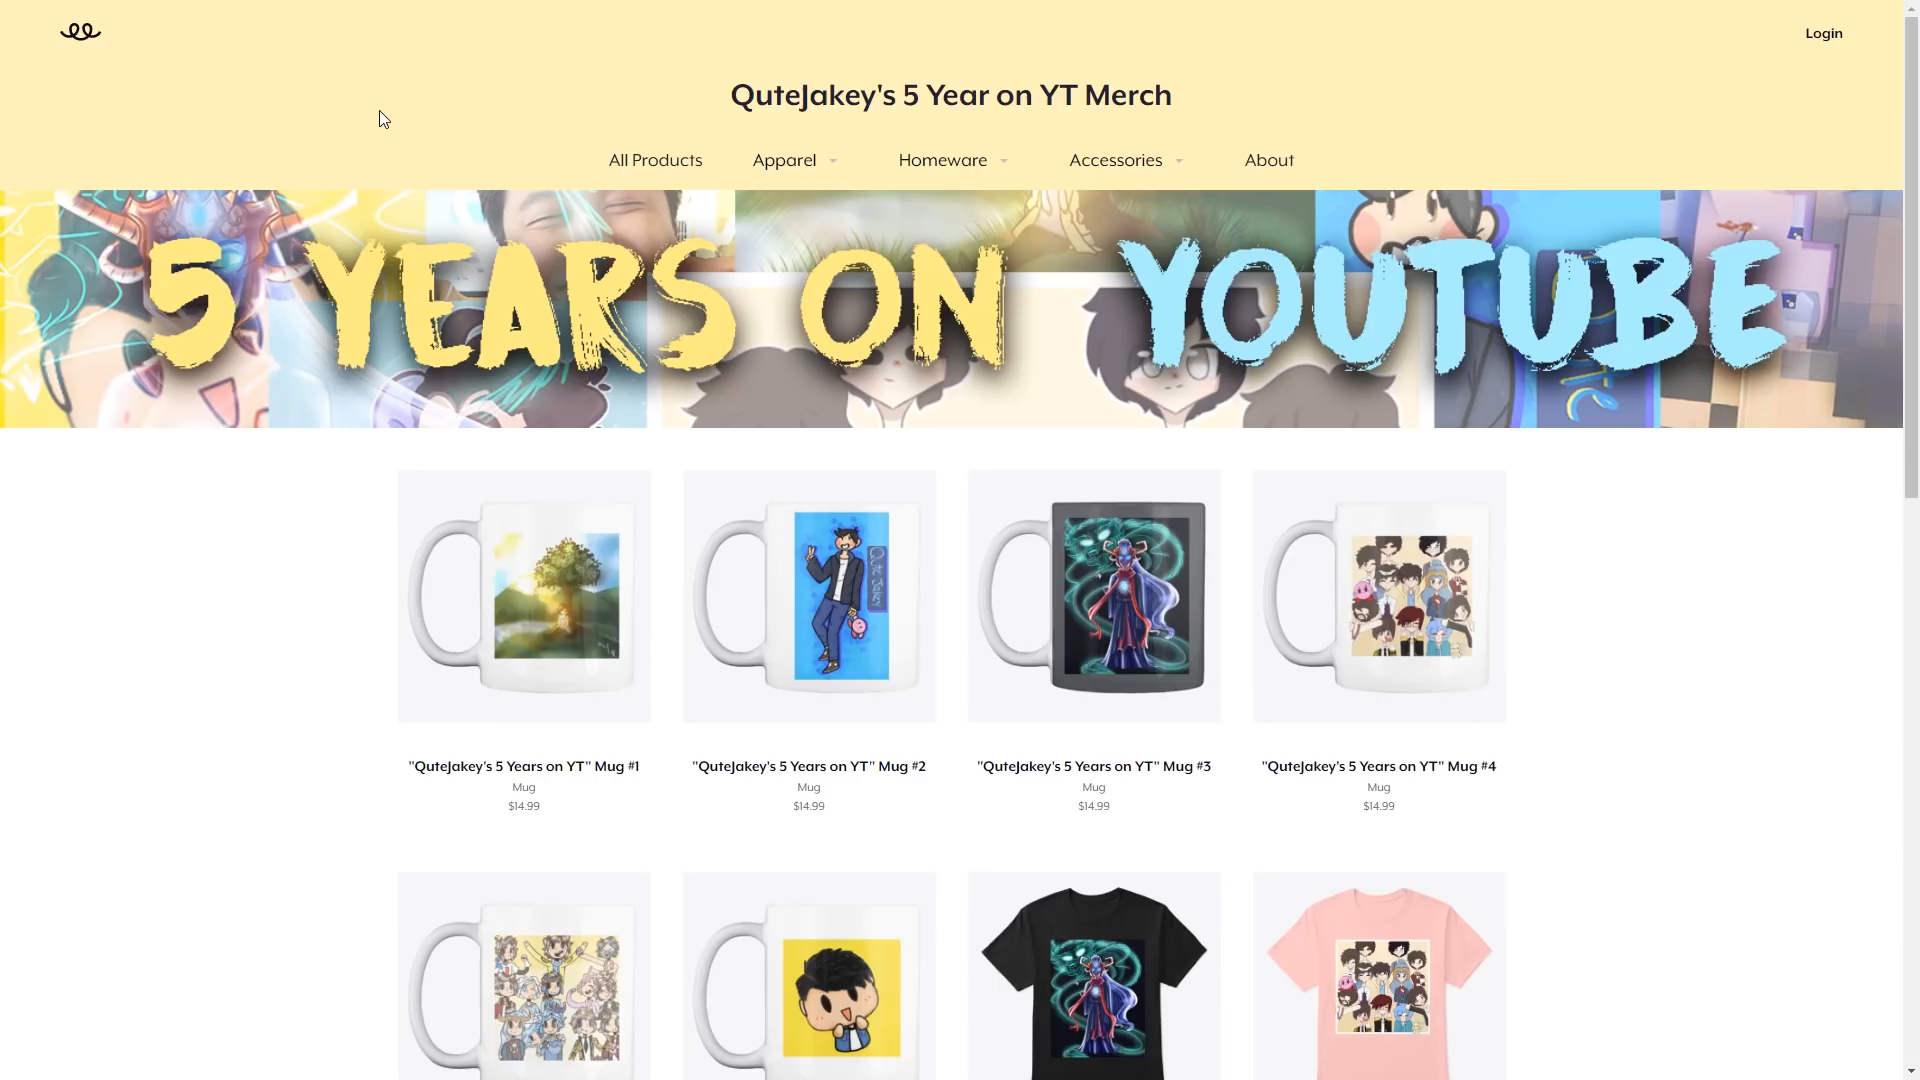 Login
QuteJakey's 5 Year on YT Merch
All Products Apparel Homeware Accessories About
5 YEARS ON YOUTUBE
Qute Jakey
"QuteJakey's 5 Years on YT" Mug #1
Mug
$14.99
"QuteJakey's 5 Years on YT" Mug #2
Mug
$14.99
"QuteJakey's 5 Years on YT" Mug #3
Mug
$14.99
"QuteJakey's 5 Years on YT" Mug #4
Mug
$14.99